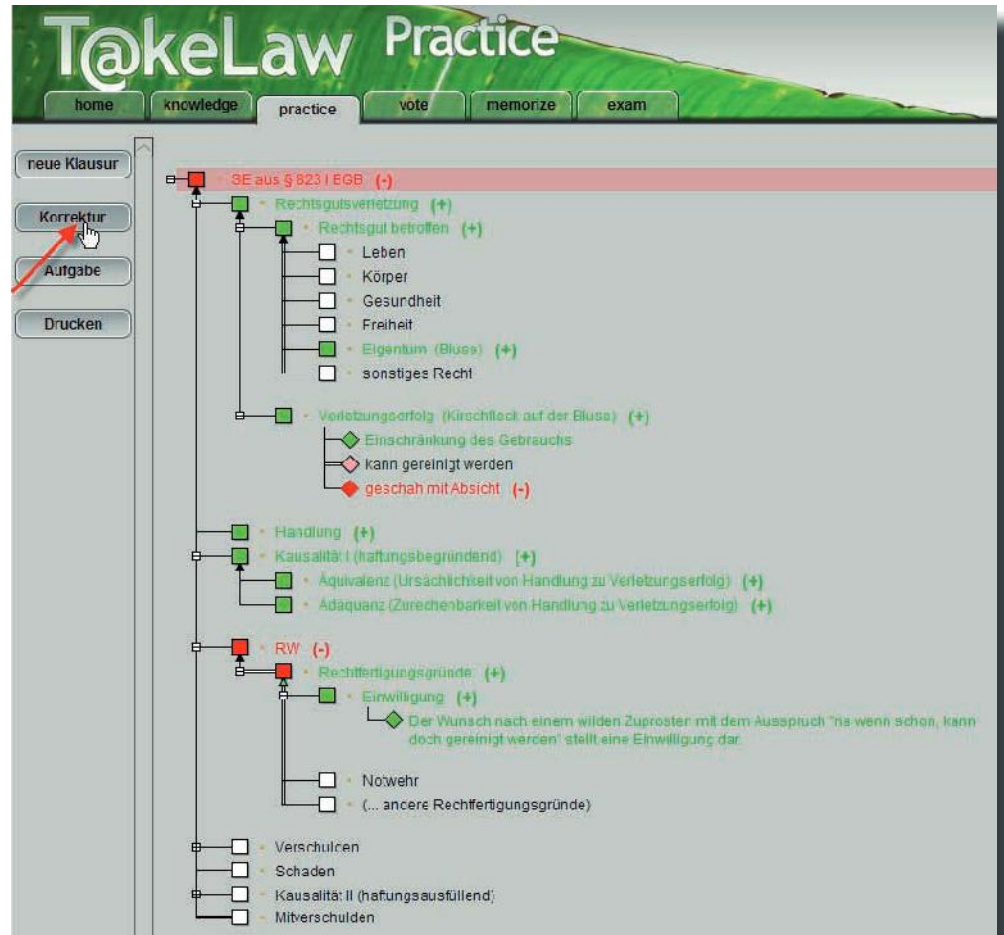 T@keLaw Practice
home knowledge practice vote memorize exam
neue Klausur
Korrektur
Aufgabe
Drucken
SE aus § 823 I BGB (-)
Rechtsgutsverletzung (+)
Rechtsgut betroffen (+)
Leben
Körper
Gesundheit
Freiheit
Eigentum (Bluse) (+)
sonstiges Recht
Verletzungserfolg (Kirschfleck auf der Bluse) (+)
Einschränkung des Gebrauchs
kann gereinigt werden
geschah mit Absicht (-)
Handlung (+)
Kausalität I (haftungsbegründend) (+)
Äquivalenz (Ursächlichkeit von Handlung zu Verletzungserfolg) (+)
Adäquanz (Zurechenbarkeit von Handlung zu Verletzungserfolg) (+)
RW (-)
Rechtfertigungsgründe (+)
Einwilligung (+)
Der Wunsch nach einem wilden Zuprosten mit dem Ausspruch "na wenn schon, kann
doch gereinigt werden" stellt eine Einwilligung dar.
Notwehr
(... andere Rechtfertigungsgründe)
Verschulden
Schaden
Kausalität II (haftungsausfüllend)
Mitverschulden